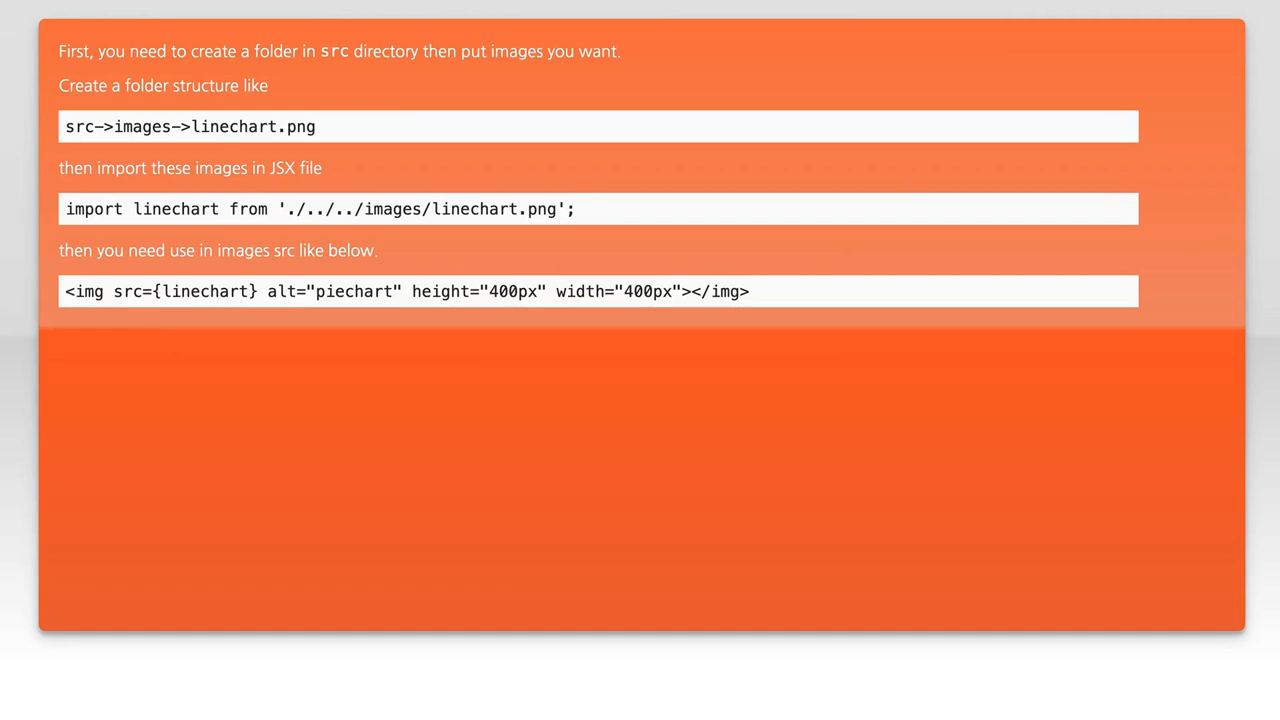 First, you need to create a folder in src directory then put images you want.
Create a folder structure like
src->images->linechart.png
then import these images in JSX file
import linechart from './../../images/linechart.png';
then you need use in images src like below.
<img src={linechart} alt="piechart" height="400px" width="400px"></img>